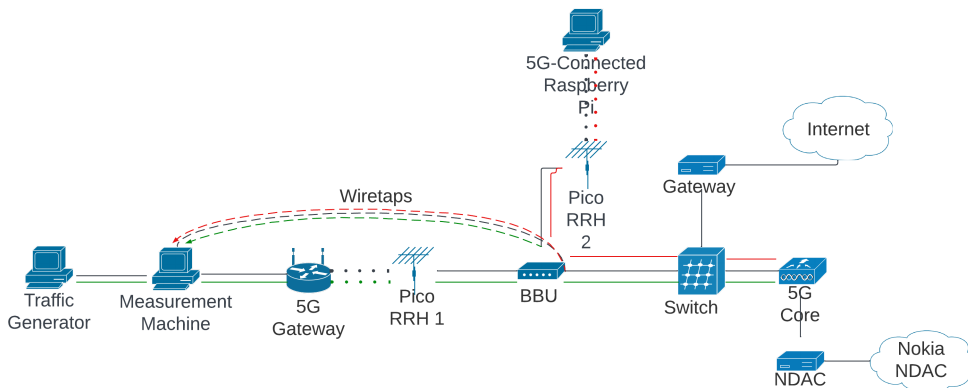 5G-Connected
Raspberry
Pi
Internet
Gateway
Wiretaps
Pico
RRH
2
Traffic
Generator
Measurement
Machine
5G
Gateway
Pico
RRH 1
BBU
Switch
5G
Core
NDAC
Nokia
NDAC